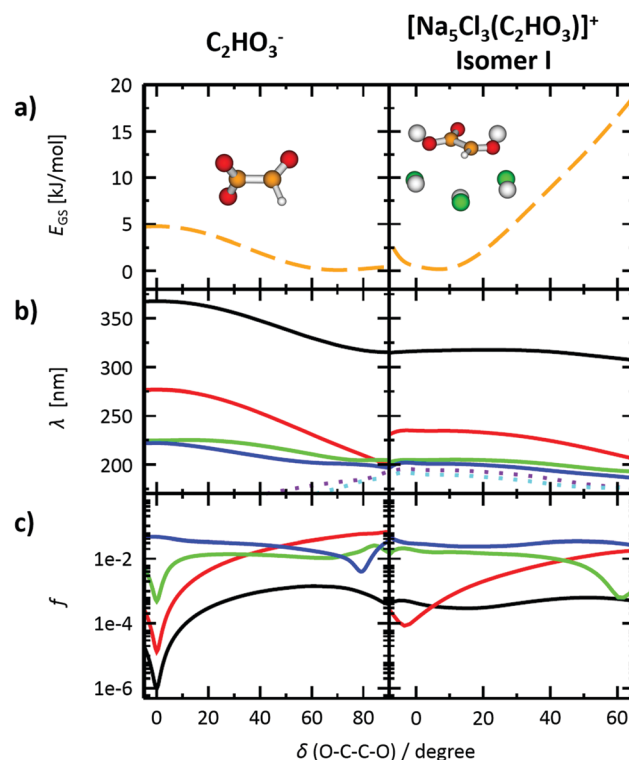 C₂HO₃⁻
[Na₅Cl₃(C₂HO₃)]⁺
Isomer I
a)
E_GS [kJ/mol]
20
15
10
5
0
b)
λ [nm]
350
300
250
200
c)
f
1e-2
1e-4
1e-6
0 20 40 60 80 0 20 40 60
δ (O-C-C-O) / degree